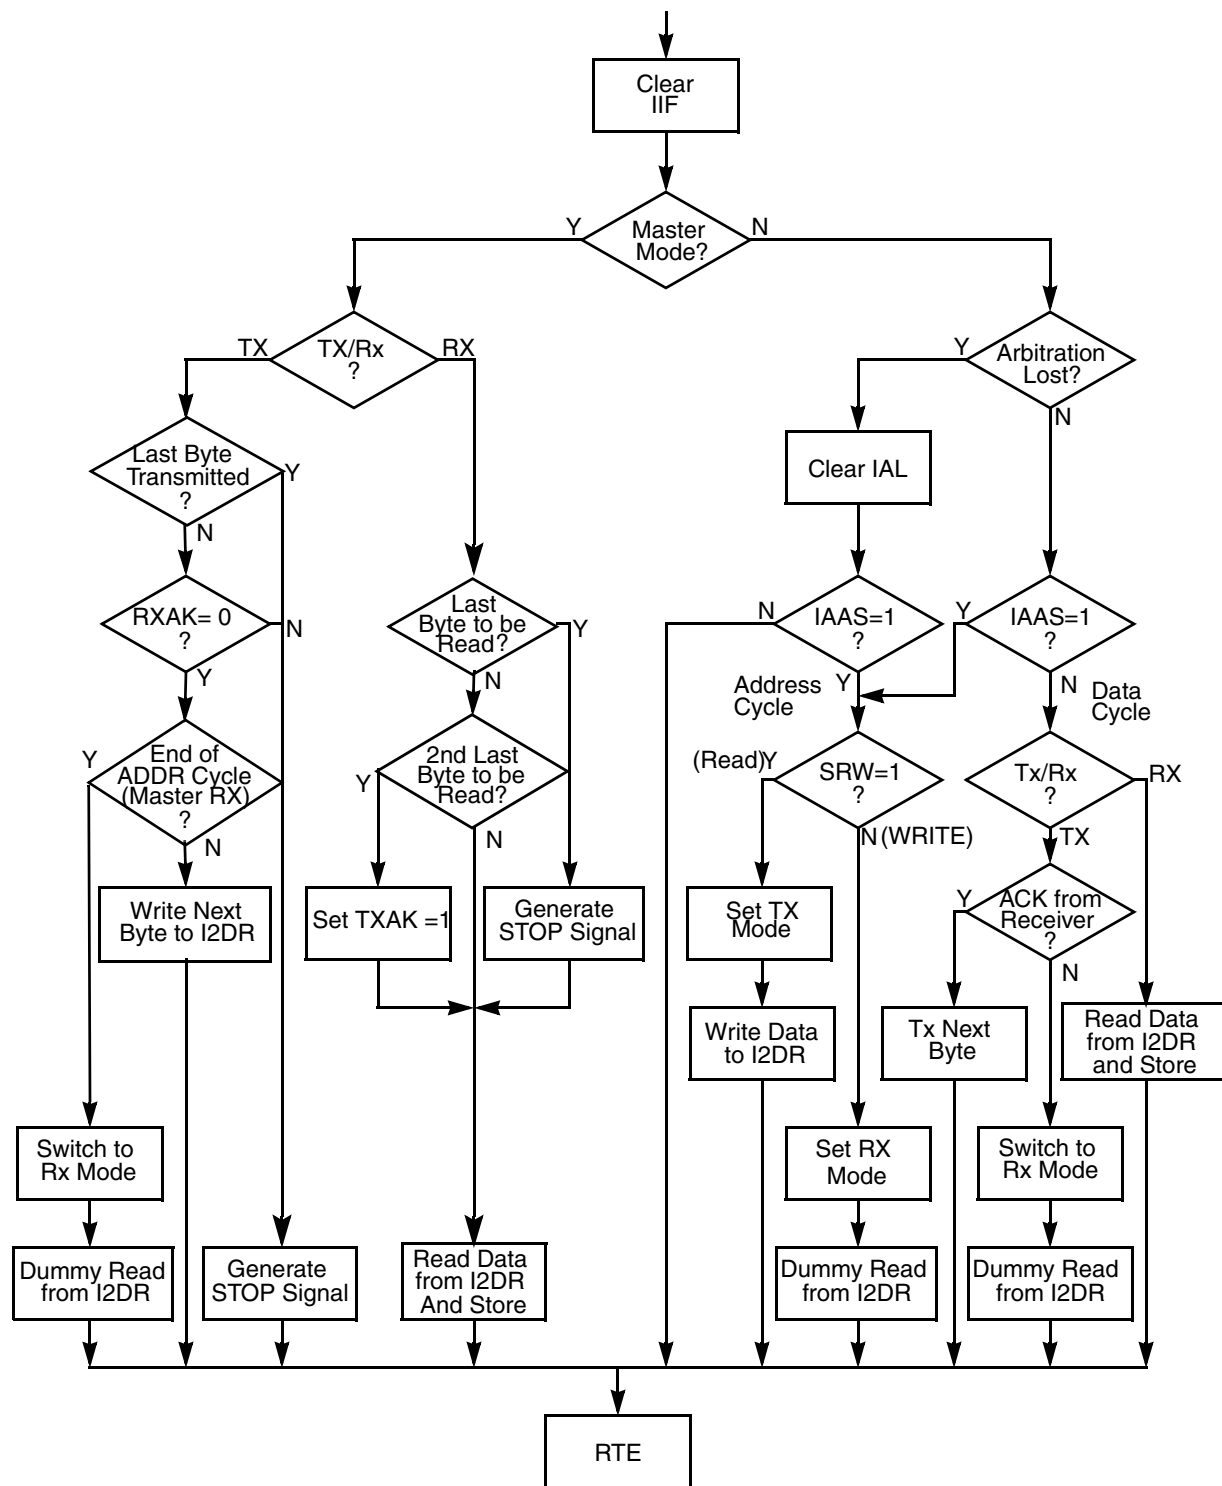 Clear
IIF
Master
Mode?
Y
N
TX/Rx
?
TX
RX
Arbitration
Lost?
Y
N
Last Byte
Transmitted
?
Y
N
Clear IAL
RXAK= 0
?
N
Y
Last
Byte to be
Read?
Y
N
IAAS=1
?
N
Y
IAAS=1
?
Y
N
Address
Cycle
Data
Cycle
End of
ADDR Cycle
(Master RX)
?
Y
N
2nd Last
Byte to be
Read?
Y
N
SRW=1
?
(Read)Y
N (WRITE)
Tx/Rx
?
RX
TX
Write Next
Byte to I2DR
Set TXAK =1
Generate
STOP Signal
Set TX
Mode
ACK from
Receiver
?
Y
N
Write Data
to I2DR
Tx Next
Byte
Read Data
from I2DR
and Store
Switch to
Rx Mode
Set RX
Mode
Switch to
Rx Mode
Dummy Read
from I2DR
Generate
STOP Signal
Read Data
from I2DR
And Store
Dummy Read
from I2DR
Dummy Read
from I2DR
RTE